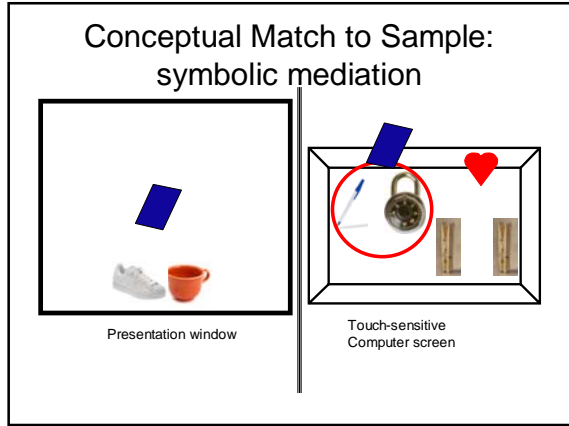 Conceptual Match to Sample:
symbolic mediation
Presentation window
Touch-sensitive
Computer screen